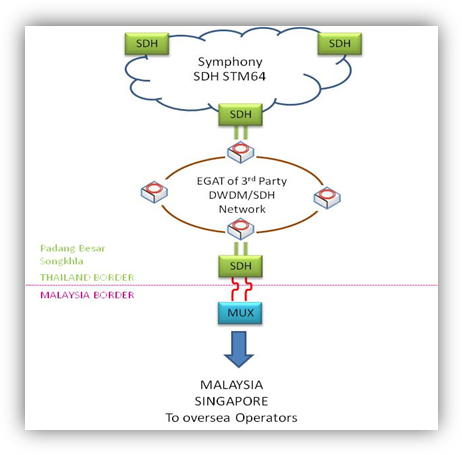 SDH
SDH
Symphony
SDH STM64
SDH
EGAT of 3rd Party
DWDM/SDH
Network
Padang Besar
Songkhla
THAILAND BORDER
SDH
MALAYSIA BORDER
MUX
MALAYSIA
SINGAPORE
To oversea Operators